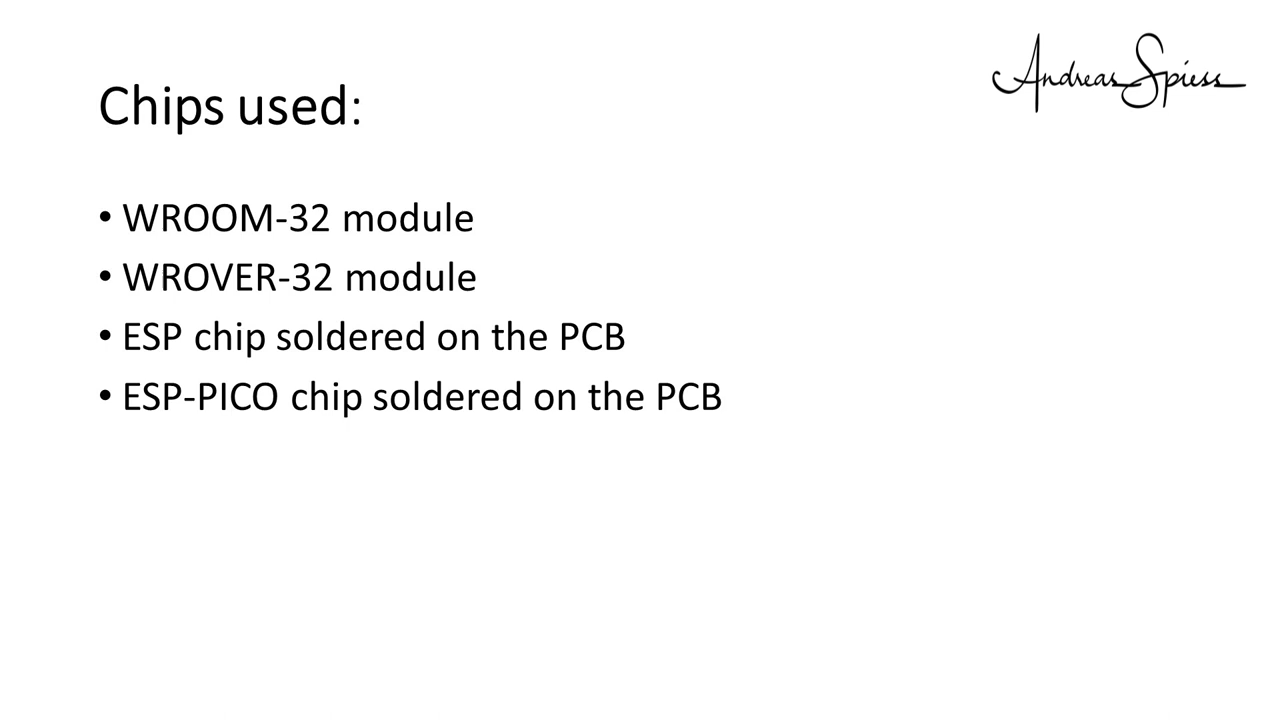 Andreas Spiess
Chips used:
• WROOM-32 module
• WROVER-32 module
• ESP chip soldered on the PCB
• ESP-PICO chip soldered on the PCB